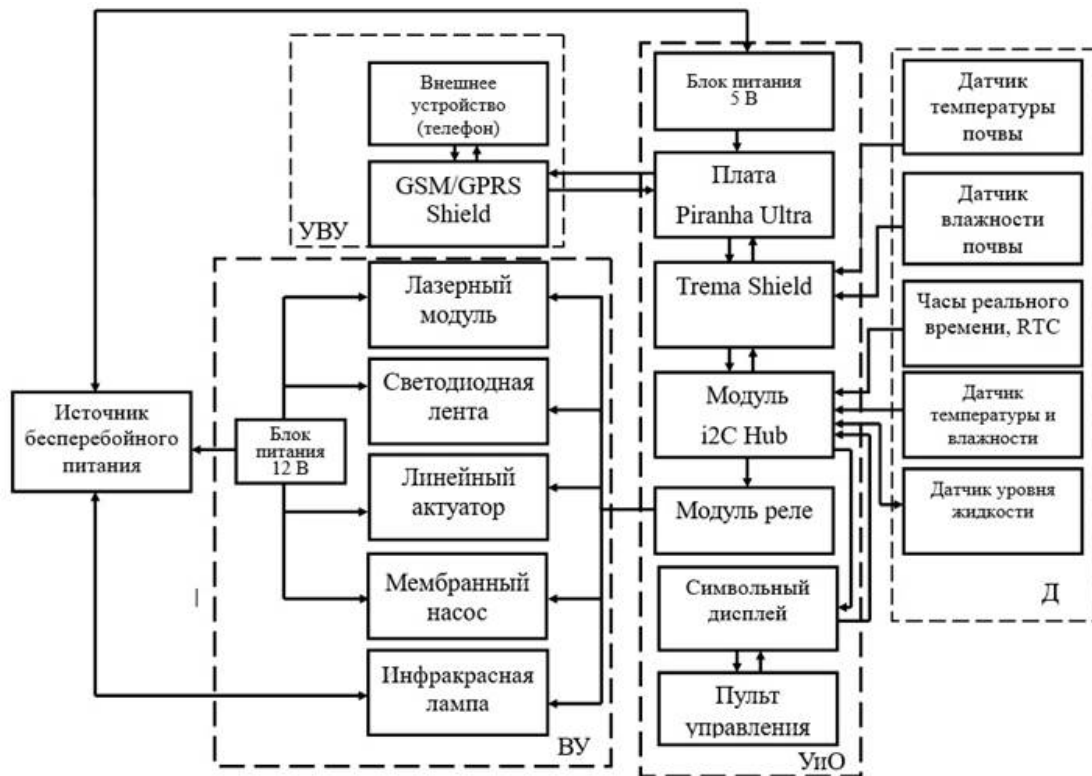 Внешнее
устройство
(телефон)
GSM/GPRS
Shield
УВУ
Блок питания
5 В
Плата
Piranha Ultra
Trema Shield
Модуль
i2C Hub
Модуль реле
Символьный
дисплей
Пульт
управления
УиО
Датчик
температуры
почвы
Датчик
влажности
почвы
Часы реального
времени, RTC
Датчик
температуры и
влажности
Датчик уровня
жидкости
Д
Источник
бесперебойного
питания
Блок
питания
12 В
Лазерный
модуль
Светодиодная
лента
Линейный
актуатор
Мембранный
насос
Инфракрасная
лампа
ВУ